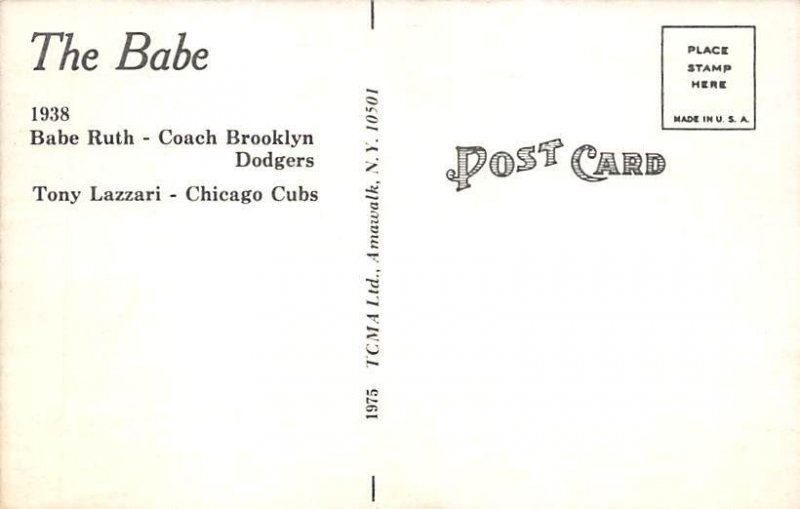 The Babe
1938
Babe Ruth - Coach Brooklyn
Dodgers
Tony Lazzari - Chicago Cubs
1975 TCMA Ltd., Amawalk, N.Y. 10501
PLACE
STAMP
HERE
MADE IN U. S. A.
POST CARD